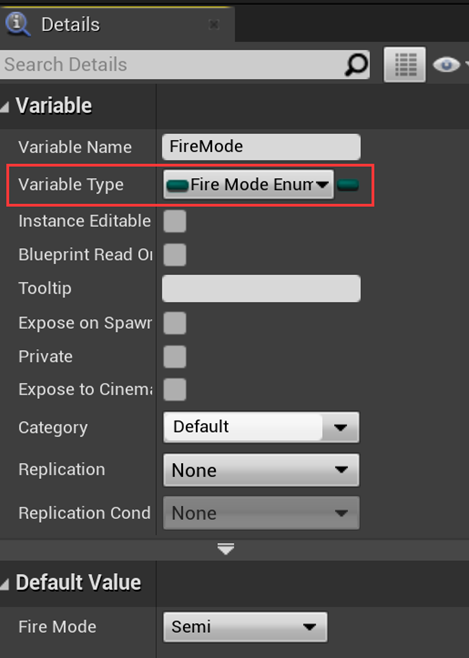 Details
Search Details
Variable
Variable Name FireMode
Variable Type Fire Mode Enum
Instance Editable
Blueprint Read O
Tooltip
Expose on Spawn
Private
Expose to Cinema
Category Default
Replication None
Replication Cond None
Default Value
Fire Mode Semi